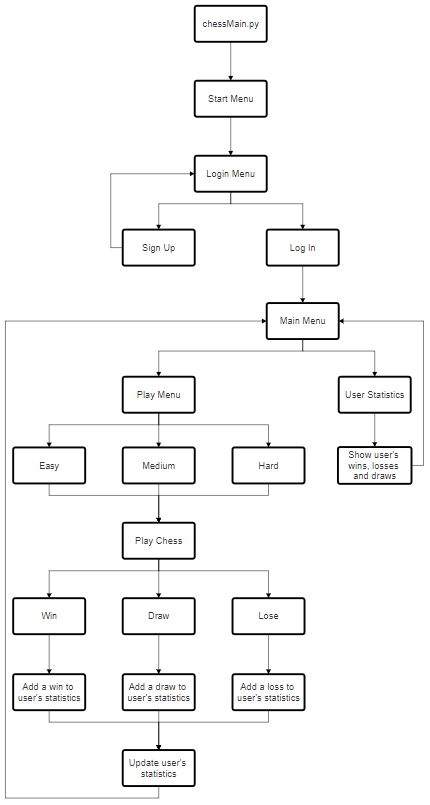 chessMain.py
Start Menu
Login Menu
Sign Up
Log In
Main Menu
Play Menu
User Statistics
Easy
Medium
Hard
Show user's
wins, losses
and draws
Play Chess
Win
Draw
Lose
Add a win to
user's statistics
Add a draw to
user's statistics
Add a loss to
user's statistics
Update user's
statistics